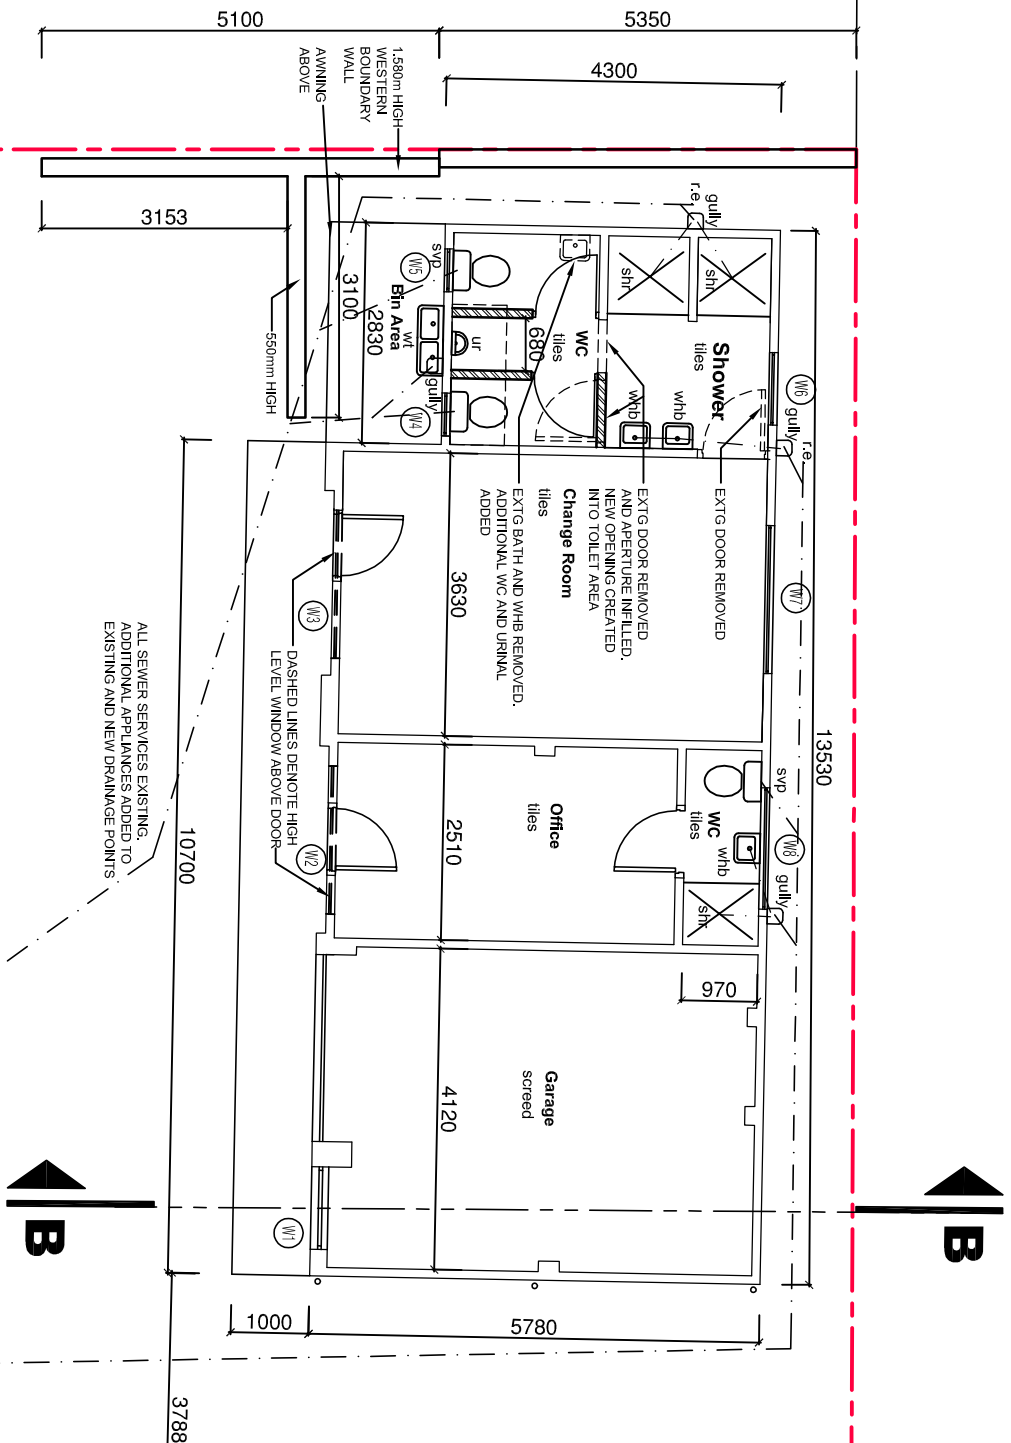 5100
5350
4300
1.580m HIGH
WESTERN
BOUNDARY
WALL
AWNING
ABOVE
3153
gully
r.e.
shr
shr
svp
W5
3100
2830
Bin Area
wt
gully
W4
ur
680
WC
tiles
Shower
tiles
whb
whb
W6
gully
r.e.
550mm HIGH
EXTG DOOR REMOVED
EXTG DOOR REMOVED
AND APERTURE INFILLED.
NEW OPENING CREATED
INTO TOILET AREA
Change Room
tiles
EXTG BATH AND WHB REMOVED.
ADDITIONAL WC AND URINAL
ADDED
3630
W7
W3
DASHED LINES DENOTE HIGH
LEVEL WINDOW ABOVE DOOR
ALL SEWER SERVICES EXISTING.
ADDITIONAL APPLIANCES ADDED TO
EXISTING AND NEW DRAINAGE POINTS
13530
svp
WC
tiles
whb
W8
gully
shr
Office
tiles
2510
W2
10700
970
Garage
screed
4120
B
B
W1
1000
5780
3788